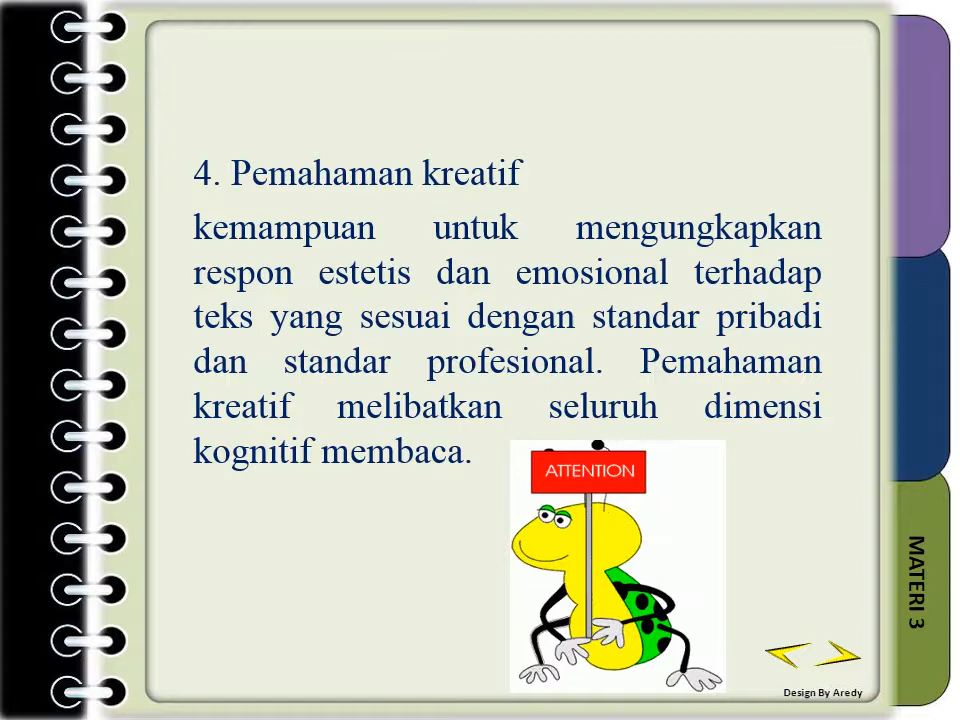 4. Pemahaman kreatif
kemampuan untuk mengungkapkan
respon estetis dan emosional terhadap
teks yang sesuai dengan standar pribadi
dan standar profesional. Pemahaman
kreatif melibatkan seluruh dimensi
kognitif membaca.
ATTENTION
MATERI 3
Design By Aredy